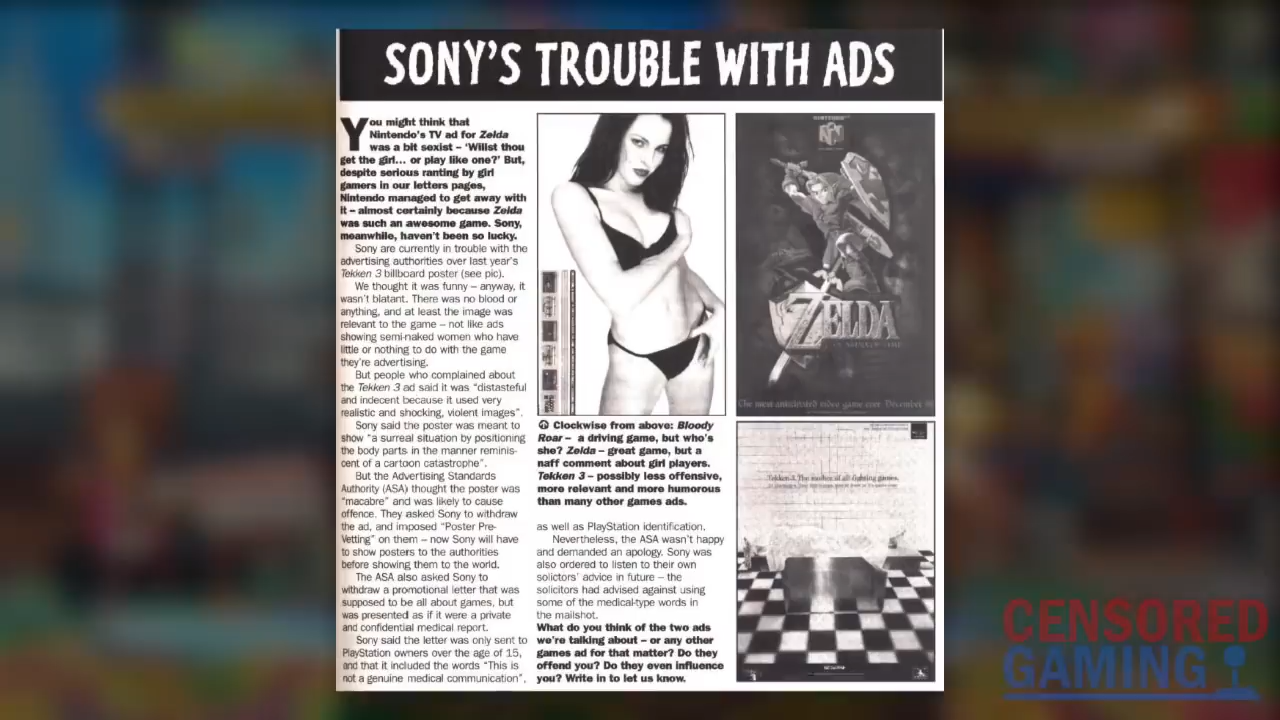 SONY'S TROUBLE WITH ADS
You might think that
Nintendo's TV ad for Zelda
was a bit sexist – 'Willst thou
get the girl... or play like one?' But,
despite serious ranting by girl
gamers in our letters pages,
Nintendo managed to get away with
it – almost certainly because Zelda
was such an awesome game. Sony,
meanwhile, haven't been so lucky.
Sony are currently in trouble with the
advertising authorities over last year's
Tekken 3 billboard poster (see pic).
We thought it was funny – anyway, it
wasn't blatant. There was no blood or
anything, and at least the image was
relevant to the game – not like ads
showing semi-naked women who have
little or nothing to do with the game
they're advertising.
But people who complained about
the Tekken 3 ad said it was "distasteful
and indecent because it used very
realistic and shocking, violent images".
Sony said the poster was meant to
show "a surreal situation by positioning
the body parts in the manner reminis-
cent of a cartoon catastrophe".
But the Advertising Standards
Authority (ASA) thought the poster was
"macabre" and was likely to cause
offence. They asked Sony to withdraw
the ad, and imposed "Poster Pre-
Vetting" on them – now Sony will have
to show posters to the authorities
before showing them to the world.
The ASA also asked Sony to
withdraw a promotional letter that was
supposed to be all about games, but
was presented as if it were a private
and confidential medical report.
Sony said the letter was only sent to
PlayStation owners over the age of 15,
and that it included the words "This is
not a genuine medical communication",
Clockwise from above: Bloody
Roar – a driving game, but who's
she? Zelda – great game, but a
naff comment about girl players.
Tekken 3 – possibly less offensive,
more relevant and more humorous
than many other games ads.
as well as PlayStation identification.
Nevertheless, the ASA wasn't happy
and demanded an apology. Sony was
also ordered to listen to their own
solictors' advice in future – the
solicitors had advised against using
some of the medical-type words in
the mailshot.
What do you think of the two ads
we're talking about – or any other
games ad for that matter? Do they
offend you? Do they even influence
you? Write in to let us know.
NINTENDO
ZELDA
The most anticipated video game ever. December
Tekken 3. The mother of all fighting games.
CENSORED
GAMING